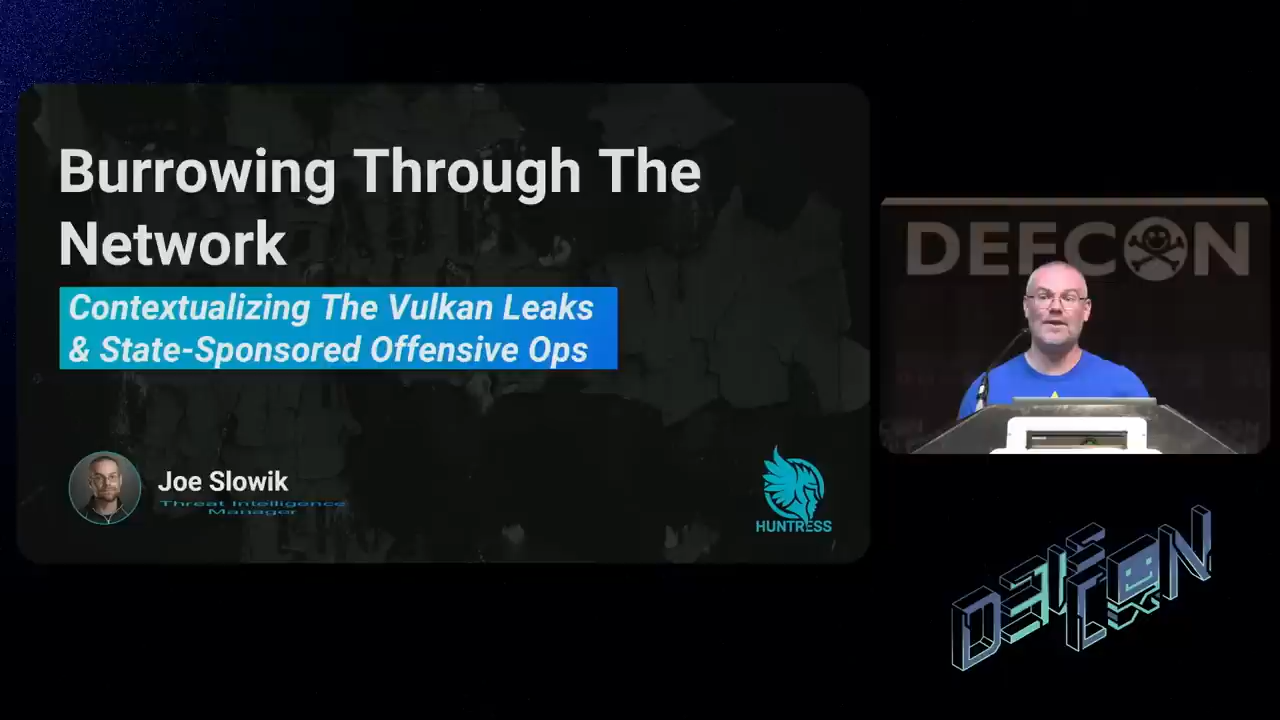 Burrowing Through The
Network
Contextualizing The Vulkan Leaks
& State-Sponsored Offensive Ops
Joe Slowik
Threat Intelligence
Manager
HUNTRESS
DEFCON
DEF
CON